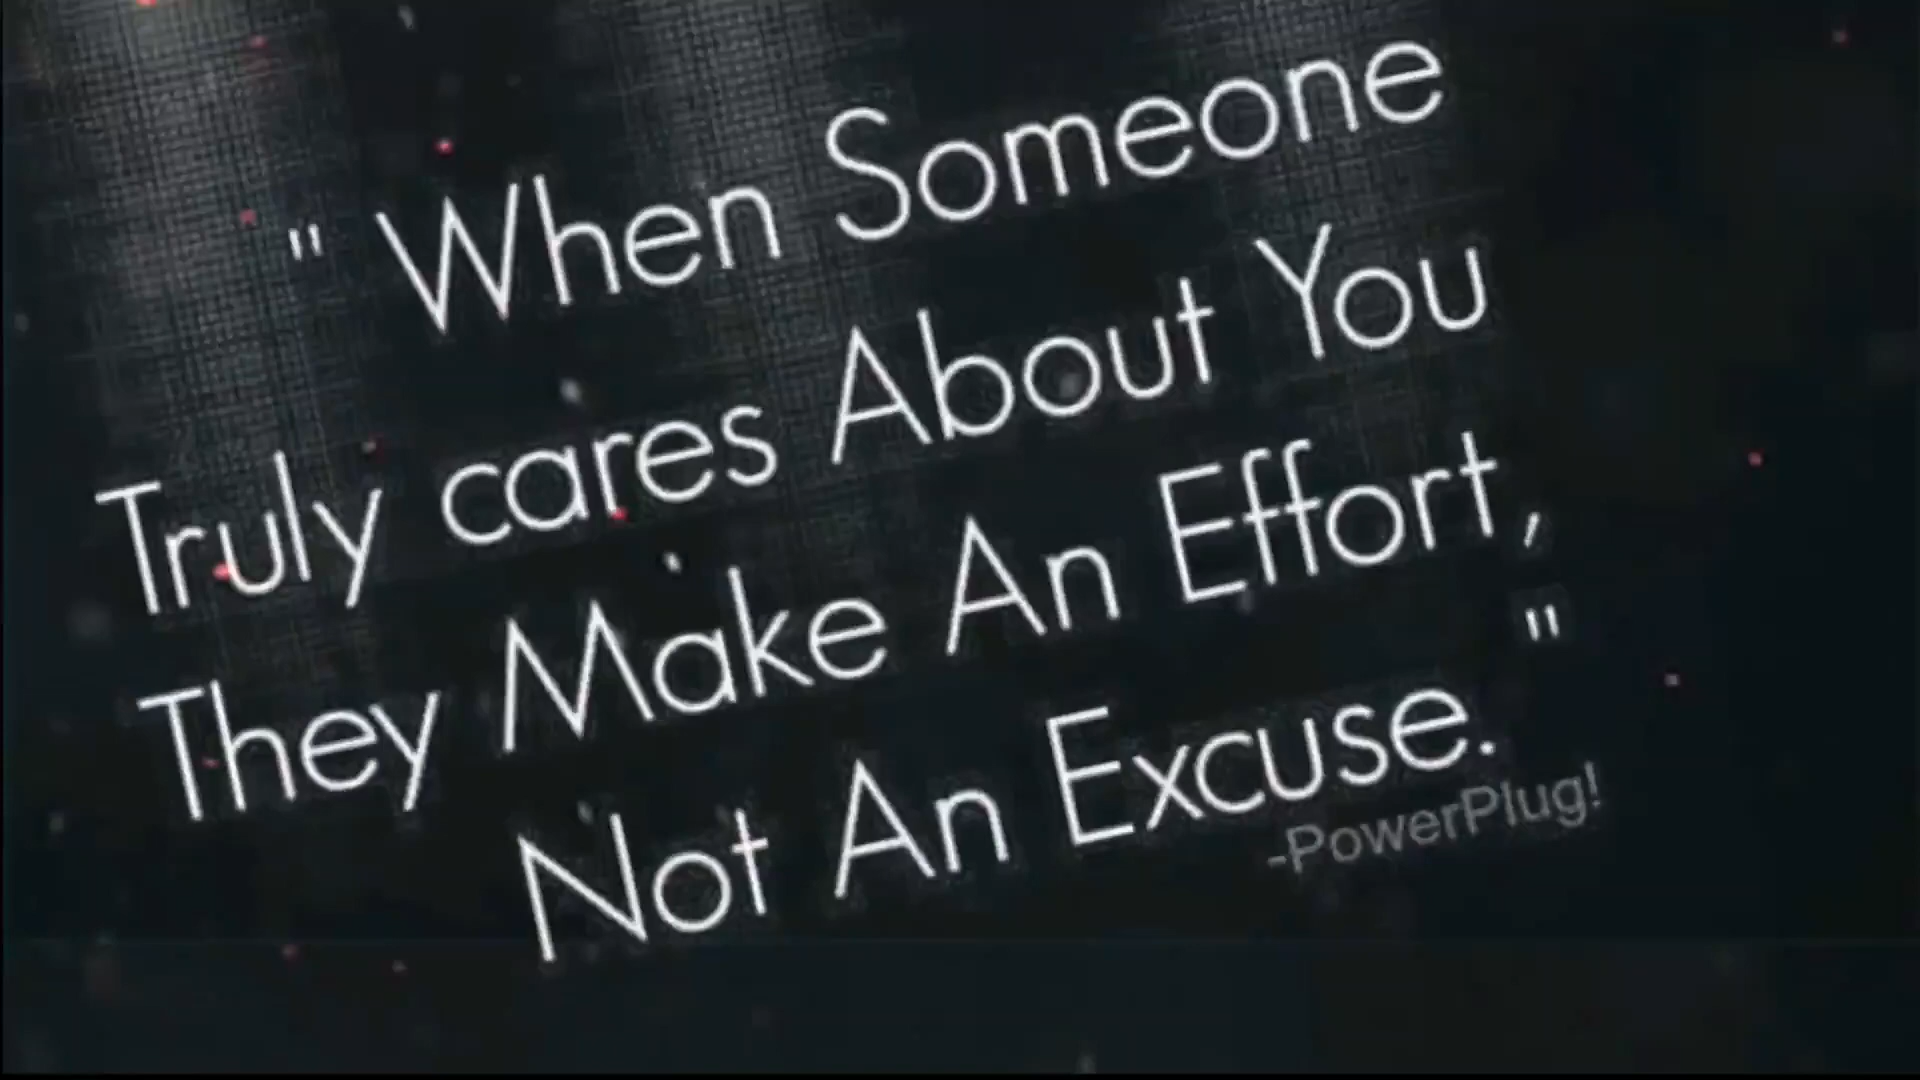 " When Someone
Truly cares About You
They Make An Effort,
Not An Excuse. "
-PowerPlug!